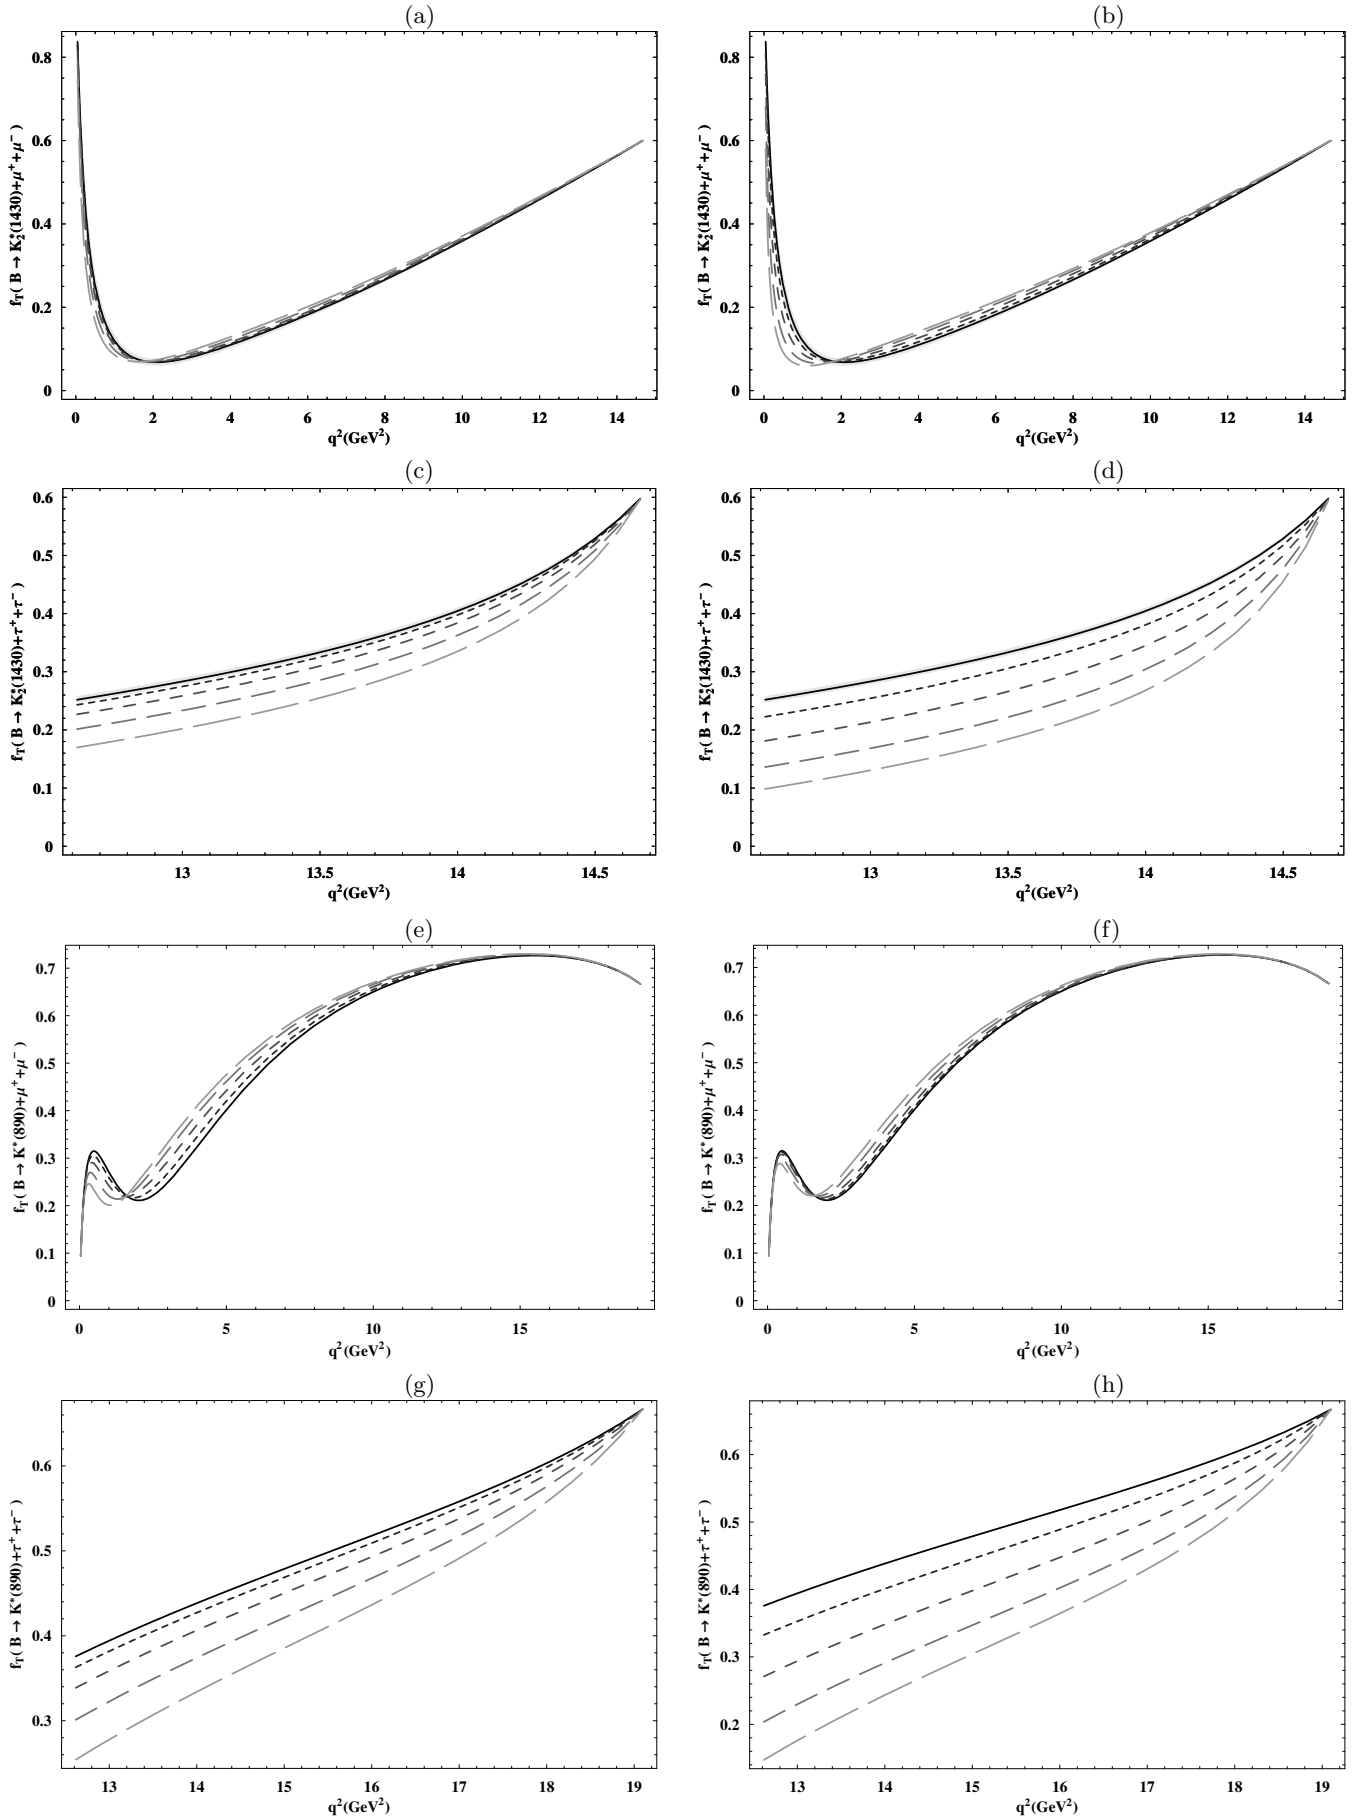 (a)
(b)
0.8
0.6
0.4
0.2
0
f_T( B → K*_2(1430)+μ^+ +μ^− )
0 2 4 6 8 10 12 14
q^2(GeV^2)
0.8
0.6
0.4
0.2
0
f_T( B → K*_2(1430)+μ^+ +μ^− )
0 2 4 6 8 10 12 14
q^2(GeV^2)
(c)
(d)
0.6
0.5
0.4
0.3
0.2
0.1
0
f_T( B → K*_2(1430)+τ^+ +τ^− )
13 13.5 14 14.5
q^2(GeV^2)
0.6
0.5
0.4
0.3
0.2
0.1
0
f_T( B → K*_2(1430)+τ^+ +τ^− )
13 13.5 14 14.5
q^2(GeV^2)
(e)
(f)
0.7
0.6
0.5
0.4
0.3
0.2
0.1
0
f_T( B → K*(890)+μ^+ +μ^− )
0 5 10 15
q^2(GeV^2)
0.7
0.6
0.5
0.4
0.3
0.2
0.1
0
f_T( B → K*(890)+μ^+ +μ^− )
0 5 10 15
q^2(GeV^2)
(g)
(h)
0.6
0.5
0.4
0.3
f_T( B → K*(890)+τ^+ +τ^− )
13 14 15 16 17 18 19
q^2(GeV^2)
0.6
0.5
0.4
0.3
0.2
f_T( B → K*(890)+τ^+ +τ^− )
13 14 15 16 17 18 19
q^2(GeV^2)